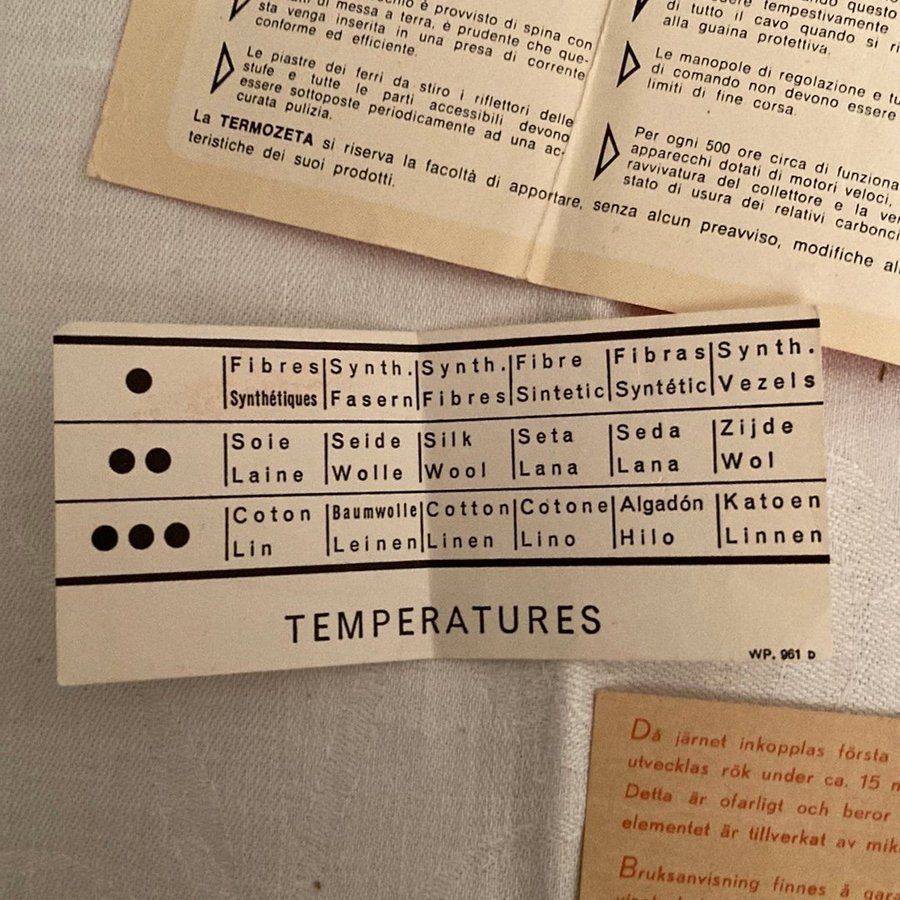 è provvisto di spina con
di messa a terra, è prudente che que-
sta venga inserita in una presa di corrente
conforme ed efficiente.
Le piastre dei ferri da stiro i riflettori delle
stufe e tutte le parti accessibili devono
essere sottoposte periodicamente ad una ac-
curata pulizia.
La TERMOZETA si riserva la facoltà di apportare, senza alcun preavviso, modifiche
teristiche dei suoi prodotti.
questo
tempestivamente
di tutto il cavo quando si
alla guaina protettiva.
Le manopole di regolazione e
di comando non devono essere
limiti di fine corsa.
Per ogni 500 ore circa di
apparecchi dotati di motori veloci,
ravvivatura del collettore e la
stato di usura dei relativi
● Fibres Synth. Synth. Fibre Fibras Synth.
Synthétiques Fasern Fibres Sintetic Syntétic Vezels
●● Soie Seide Silk Seta Seda Zijde
Laine Wolle Wool Lana Lana Wol
●●● Coton Baumwolle Cotton Cotone Algadón Katoen
Lin Leinen Linen Lino Hilo Linnen
TEMPERATURES
WP. 961 D
Då järnet inkopplas första
utvecklas rök under ca. 15
Detta är ofarligt och beror
elementet är tillverkat av
Bruksanvisning finnes å